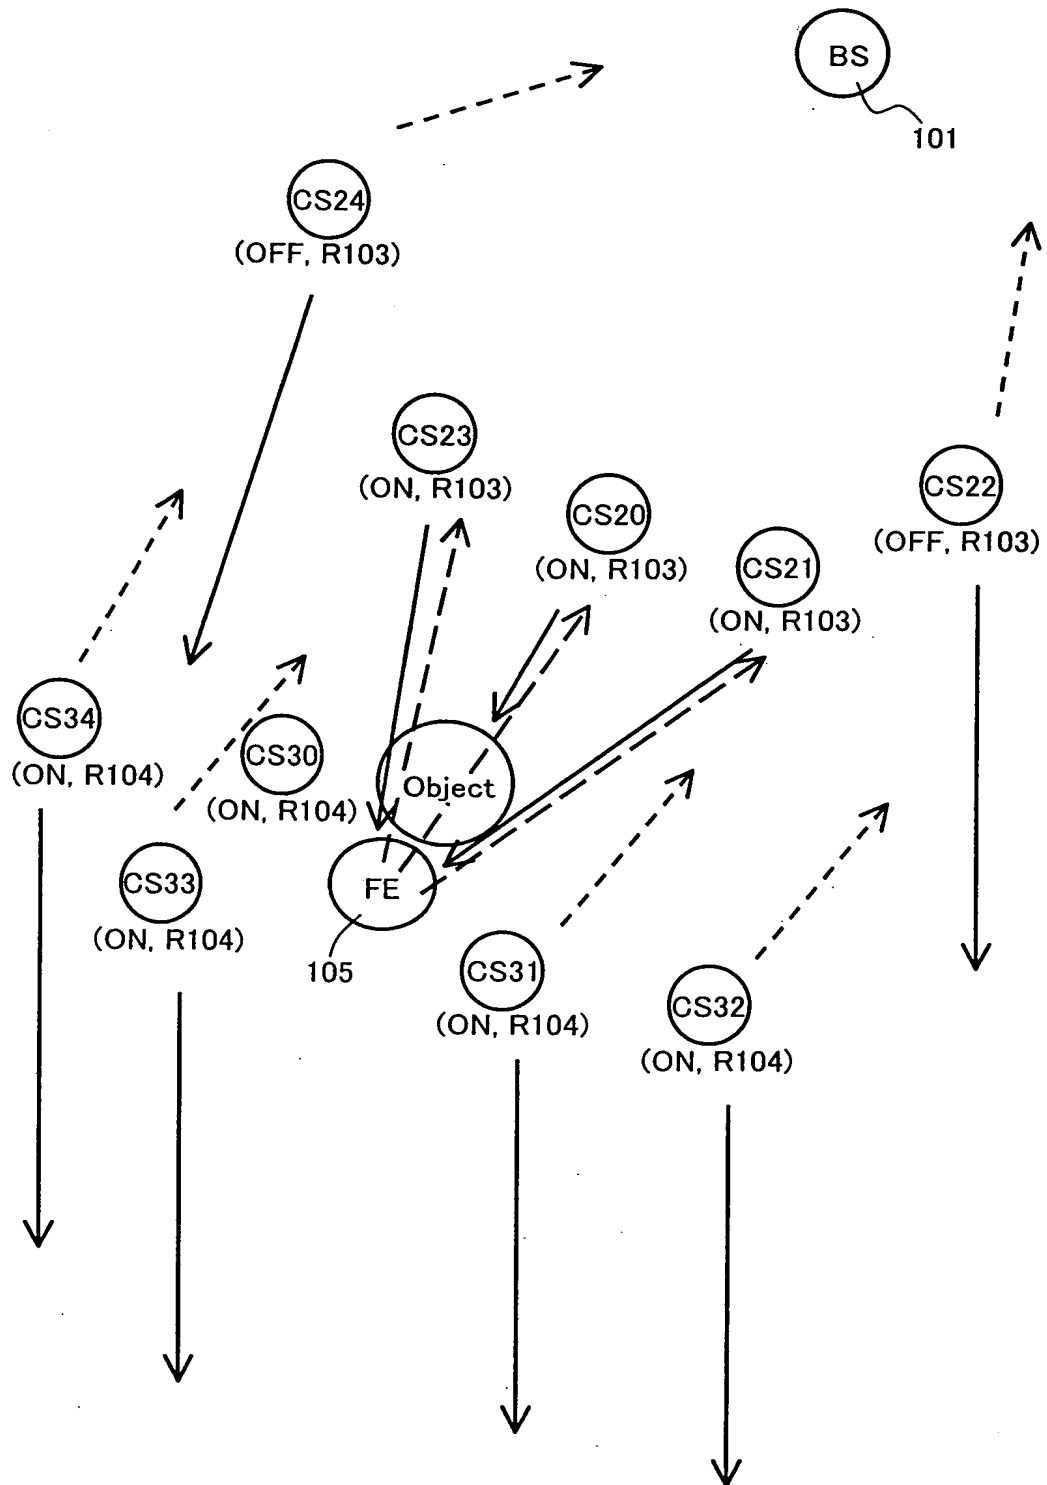 BS
101
CS24
(OFF, R103)
CS23
(ON, R103)
CS20
(ON, R103)
CS22
(OFF, R103)
CS21
(ON, R103)
CS34
(ON, R104)
CS30
(ON, R104)
Object
CS33
(ON, R104)
FE
105
CS31
(ON, R104)
CS32
(ON, R104)